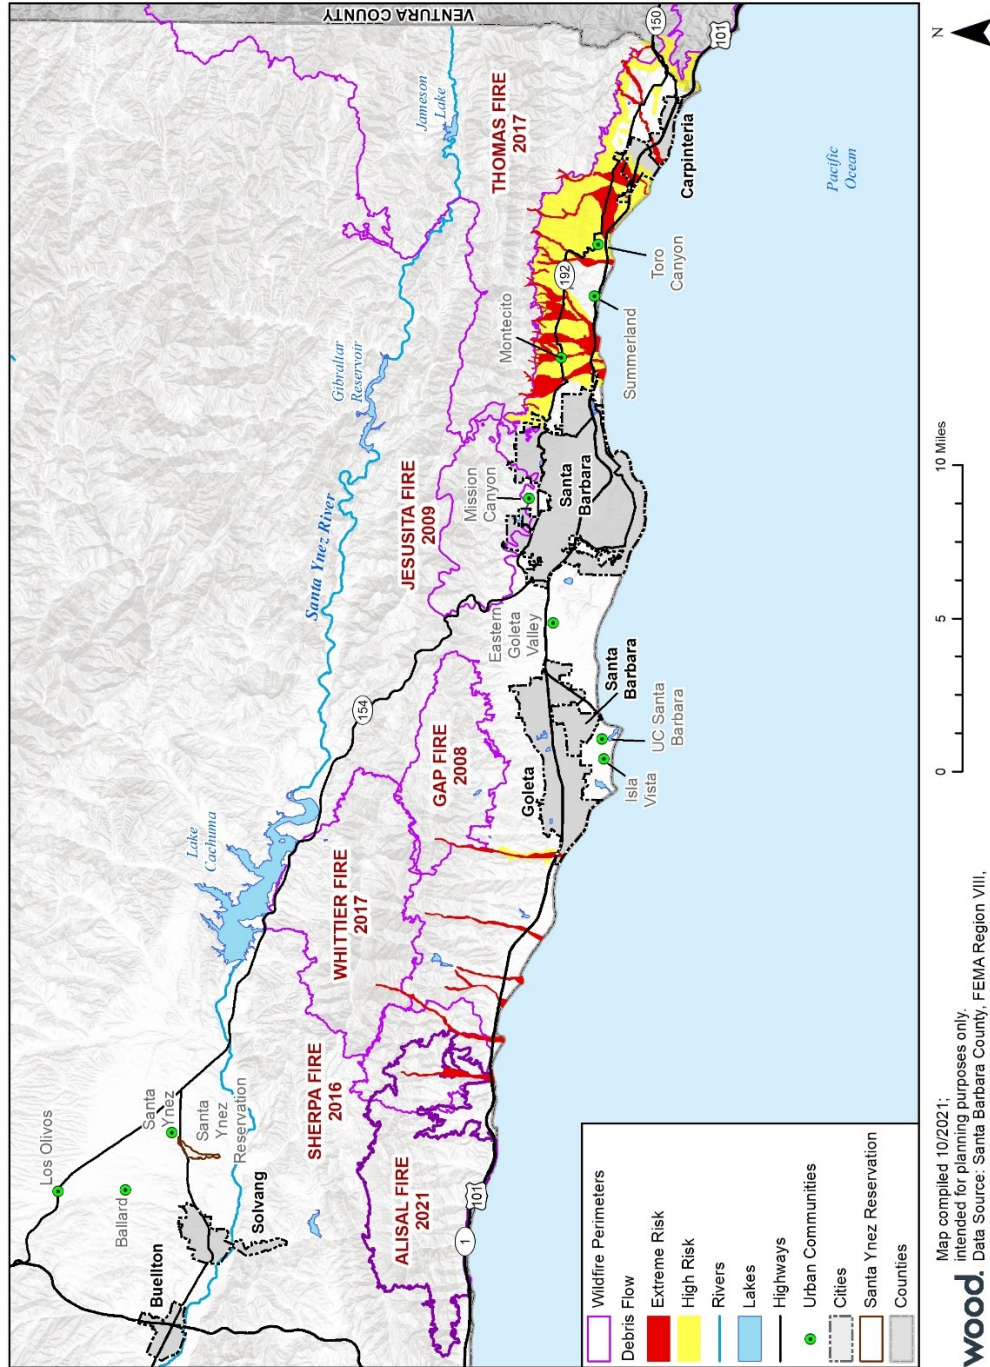 Los Olivos
Ballard
Santa
Ynez
Santa
Ynez
Reservation
Buellton
Solvang
Lake
Cachuma
Santa Ynez River
Gibraltar
Reservoir
Jameson
Lake
VENTURA COUNTY
154
SHERPA FIRE
2016
WHITTIER FIRE
2017
ALISAL FIRE
2021
GAP FIRE
2008
JESUSITA FIRE
2009
THOMAS FIRE
2017
1
101
Goleta
Santa
Barbara
Isla
Vista
UC Santa
Barbara
Eastern
Goleta
Valley
Mission
Canyon
Santa
Barbara
Montecito
192
Summerland
Toro
Canyon
Carpinteria
150
101
Pacific
Ocean
Wildfire Perimeters
Debris Flow
Extreme Risk
High Risk
Rivers
Lakes
Highways
Urban Communities
Cities
Santa Ynez Reservation
Counties
wood.
Map compiled 10/2021;
intended for planning purposes only.
Data Source: Santa Barbara County, FEMA Region VIII,
0 5 10 Miles
N